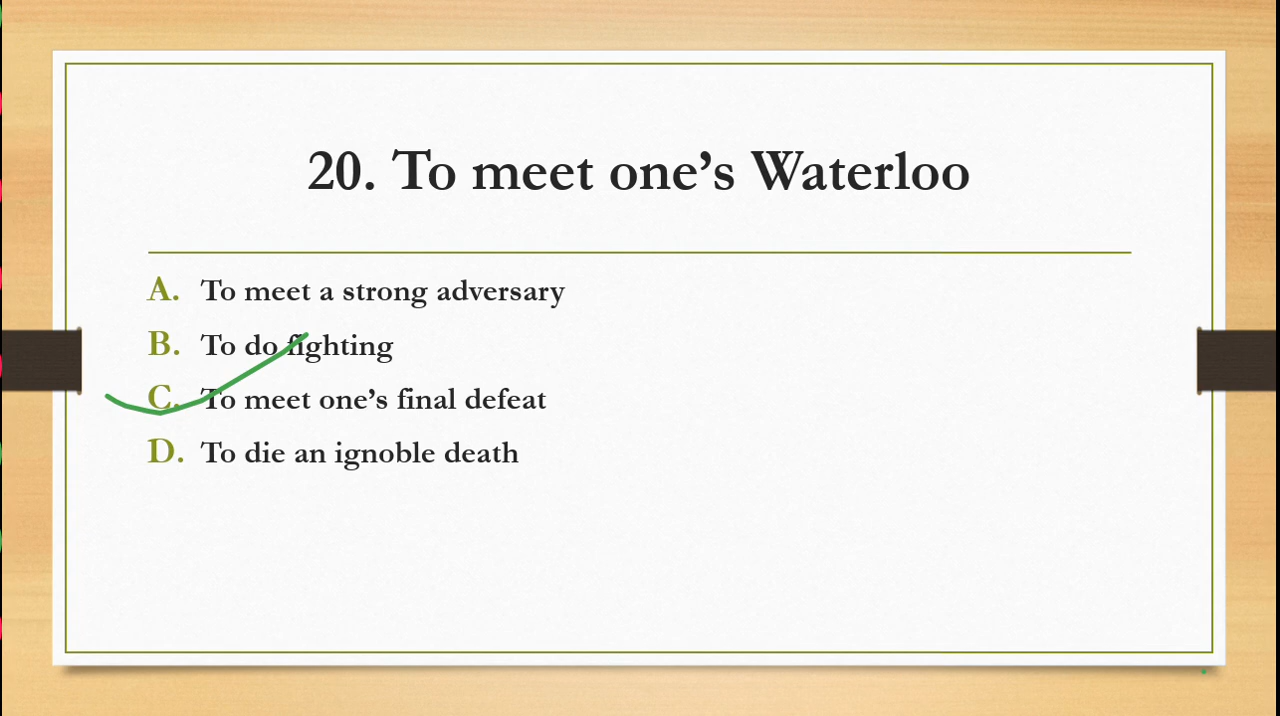 20. To meet one’s Waterloo
A. To meet a strong adversary
B. To do fighting
C. To meet one’s final defeat
D. To die an ignoble death